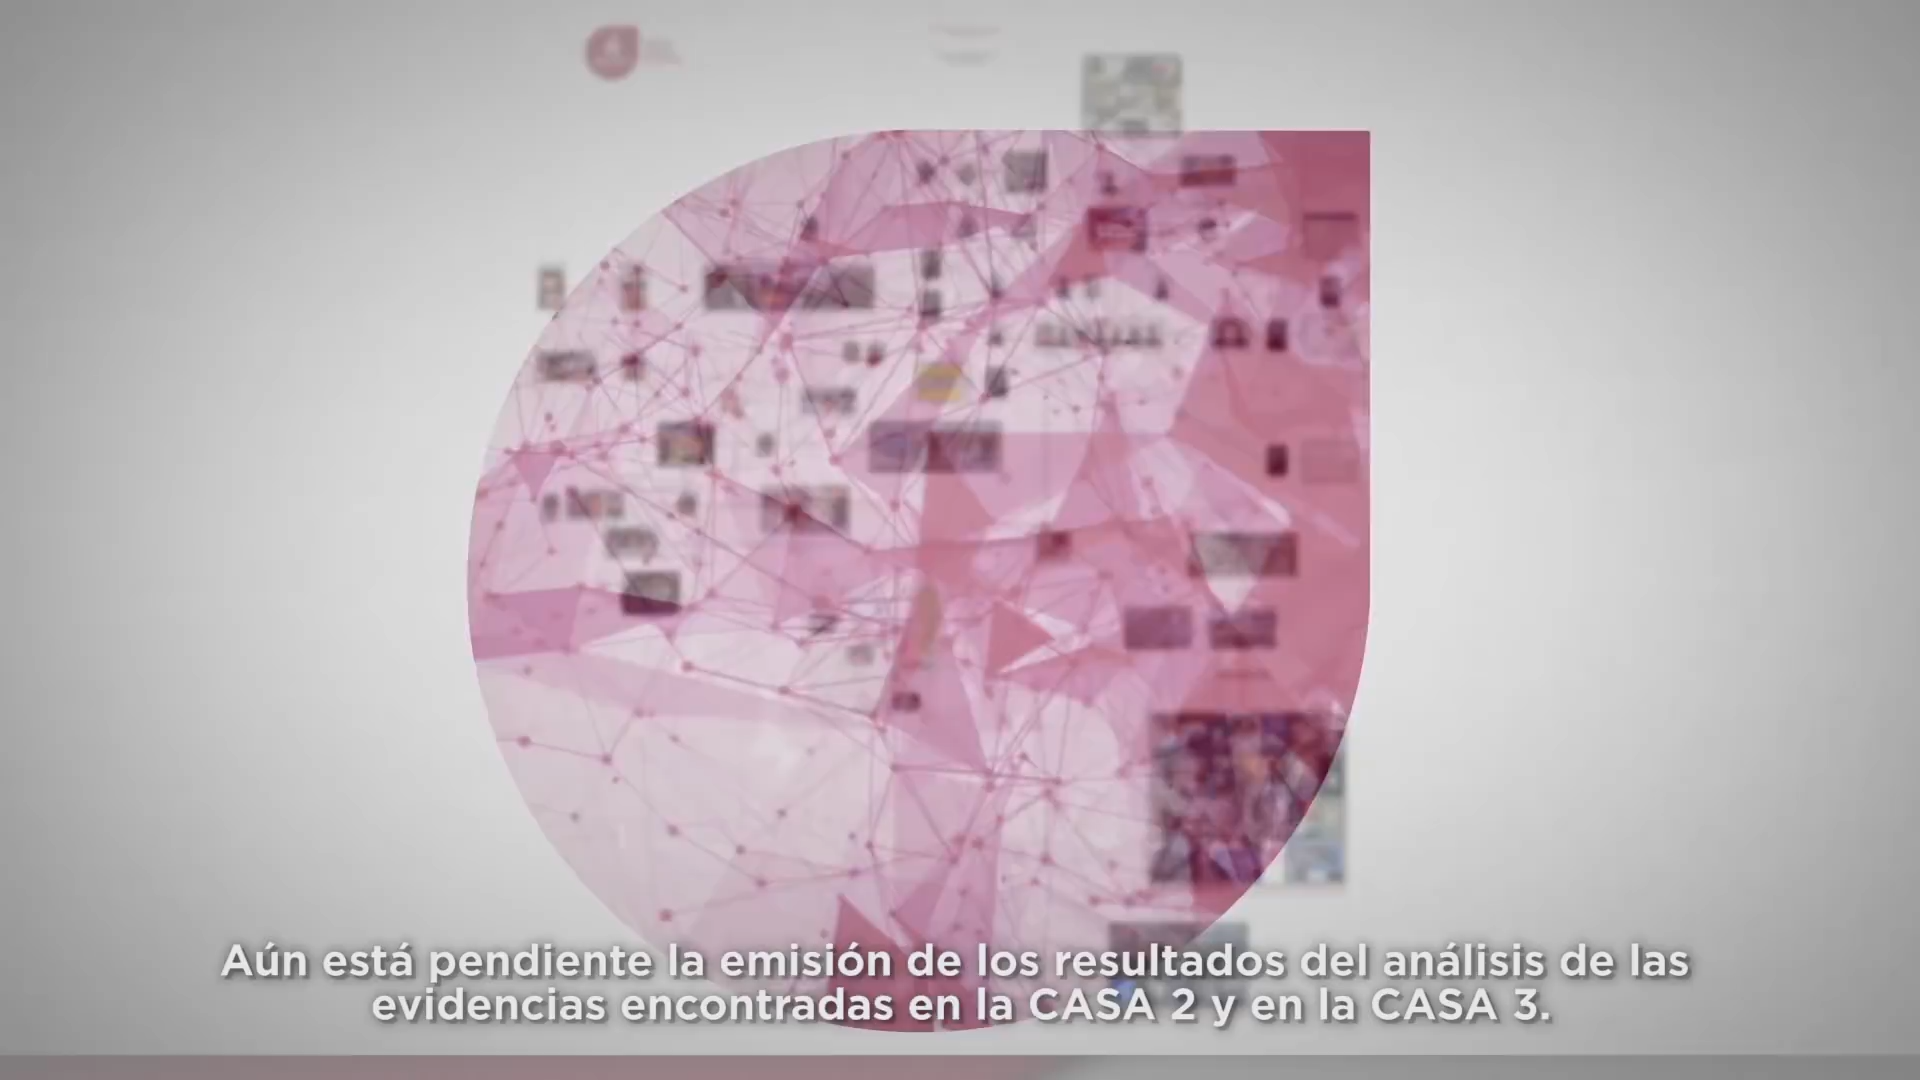 Aún está pendiente la emisión de los resultados del análisis de las
evidencias encontradas en la CASA 2 y en la CASA 3.